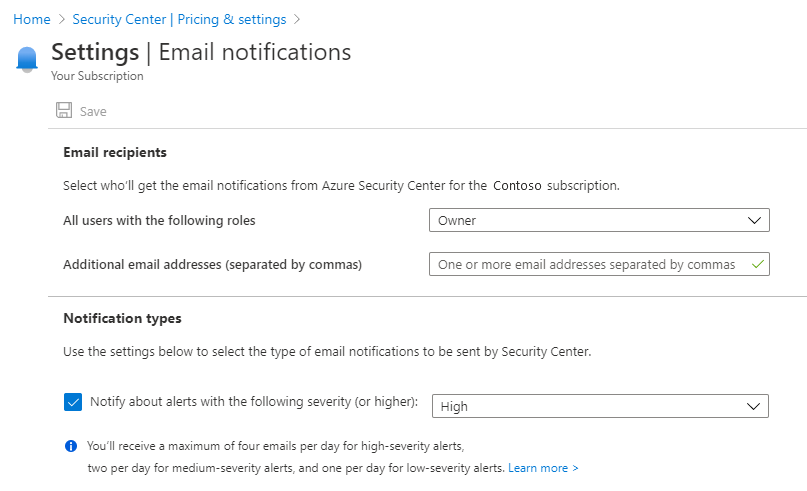 Home > Security Center | Pricing & settings >
Settings | Email notifications
Your Subscription
Save
Email recipients
Select who'll get the email notifications from Azure Security Center for the Contoso subscription.
All users with the following roles Owner
Additional email addresses (separated by commas) One or more email addresses separated by commas
Notification types
Use the settings below to select the type of email notifications to be sent by Security Center.
Notify about alerts with the following severity (or higher): High
You'll receive a maximum of four emails per day for high-severity alerts,
two per day for medium-severity alerts, and one per day for low-severity alerts. Learn more >